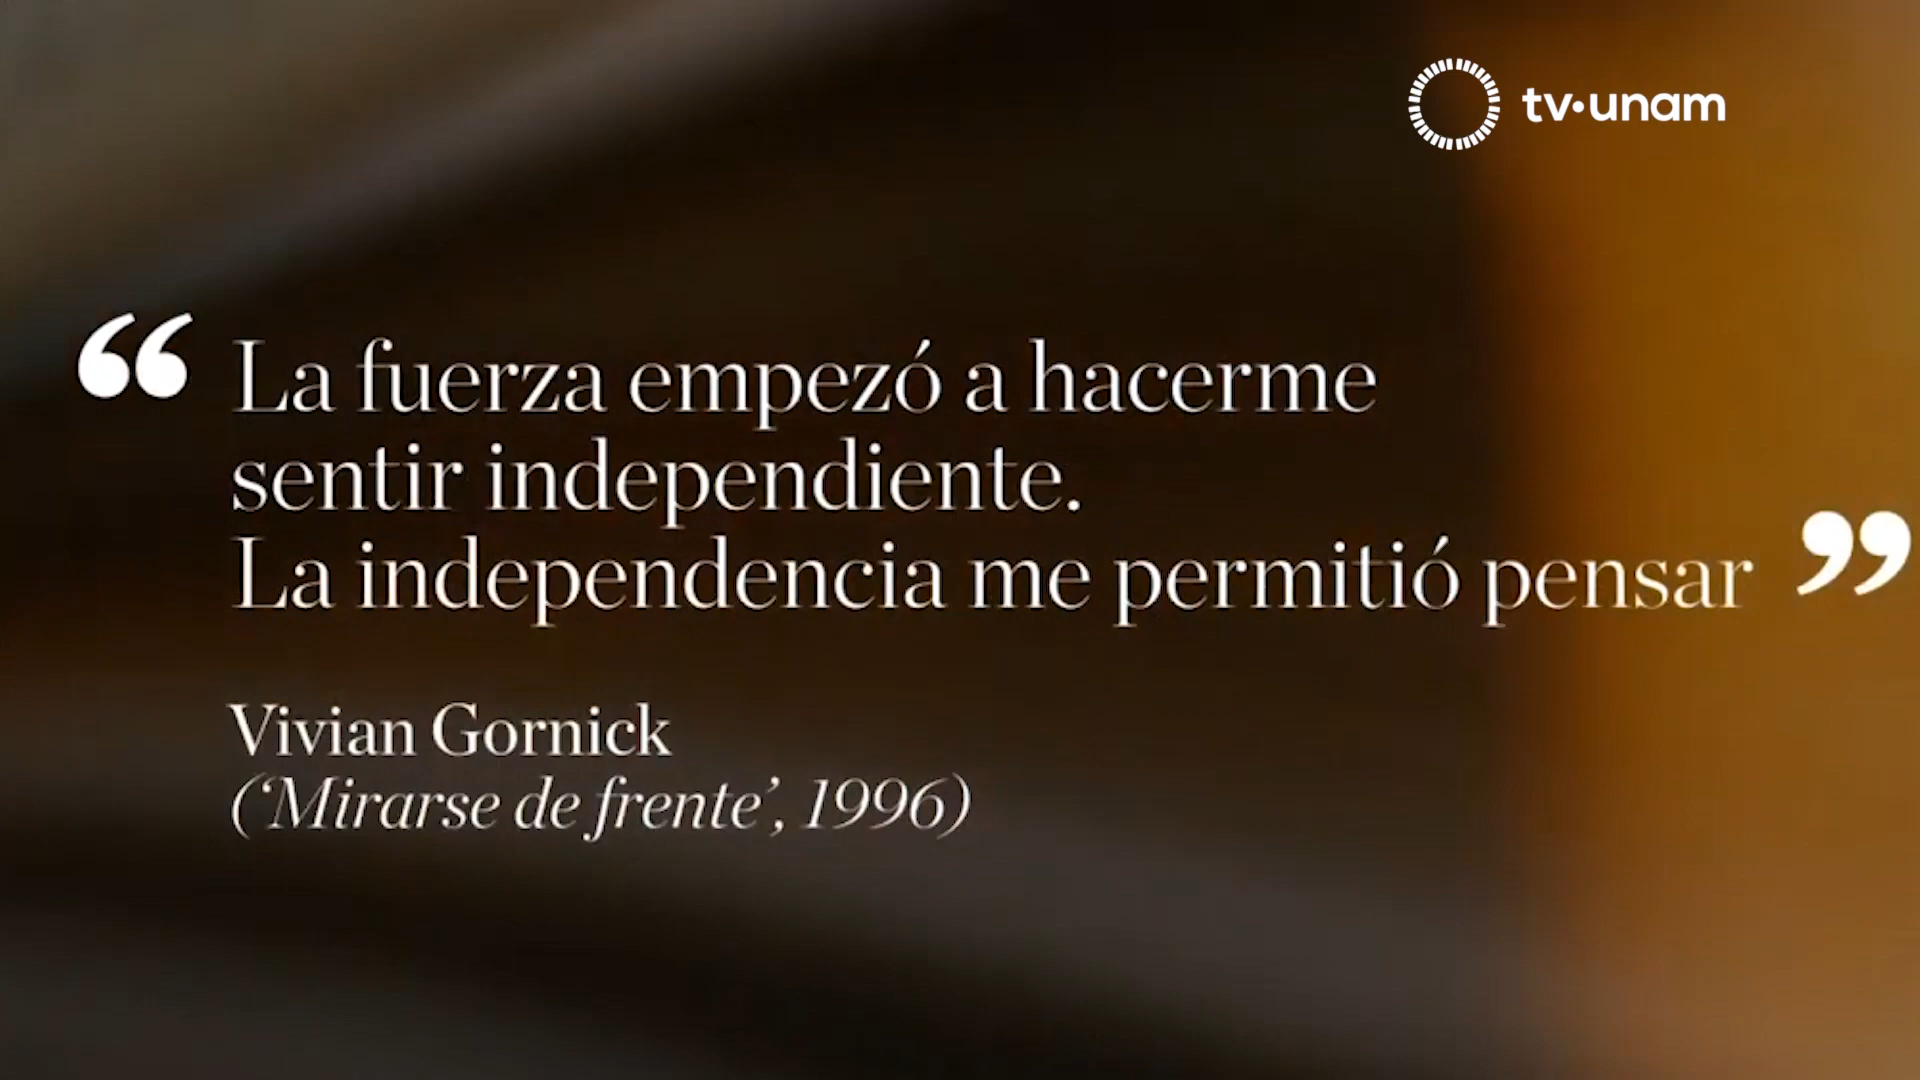 tv·unam
“La fuerza empezó a hacerme
sentir independiente.
La independencia me permitió pensar”
Vivian Gornick
(‘Mirarse de frente’, 1996)